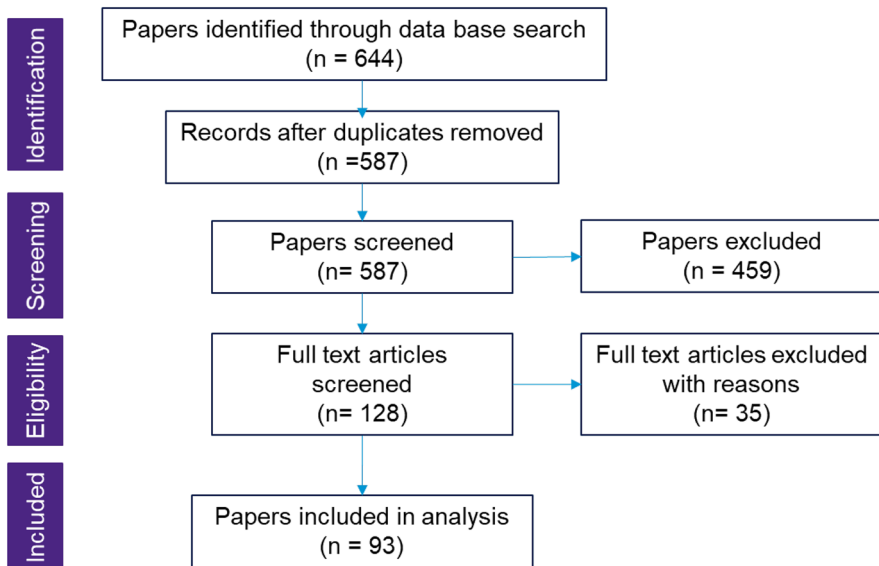 Identification
Papers identified through data base search
(n = 644)
Records after duplicates removed
(n =587)
Screening
Papers screened
(n= 587)
Papers excluded
(n = 459)
Eligibility
Full text articles
screened
(n= 128)
Full text articles excluded
with reasons
(n= 35)
Included
Papers included in analysis
(n = 93)